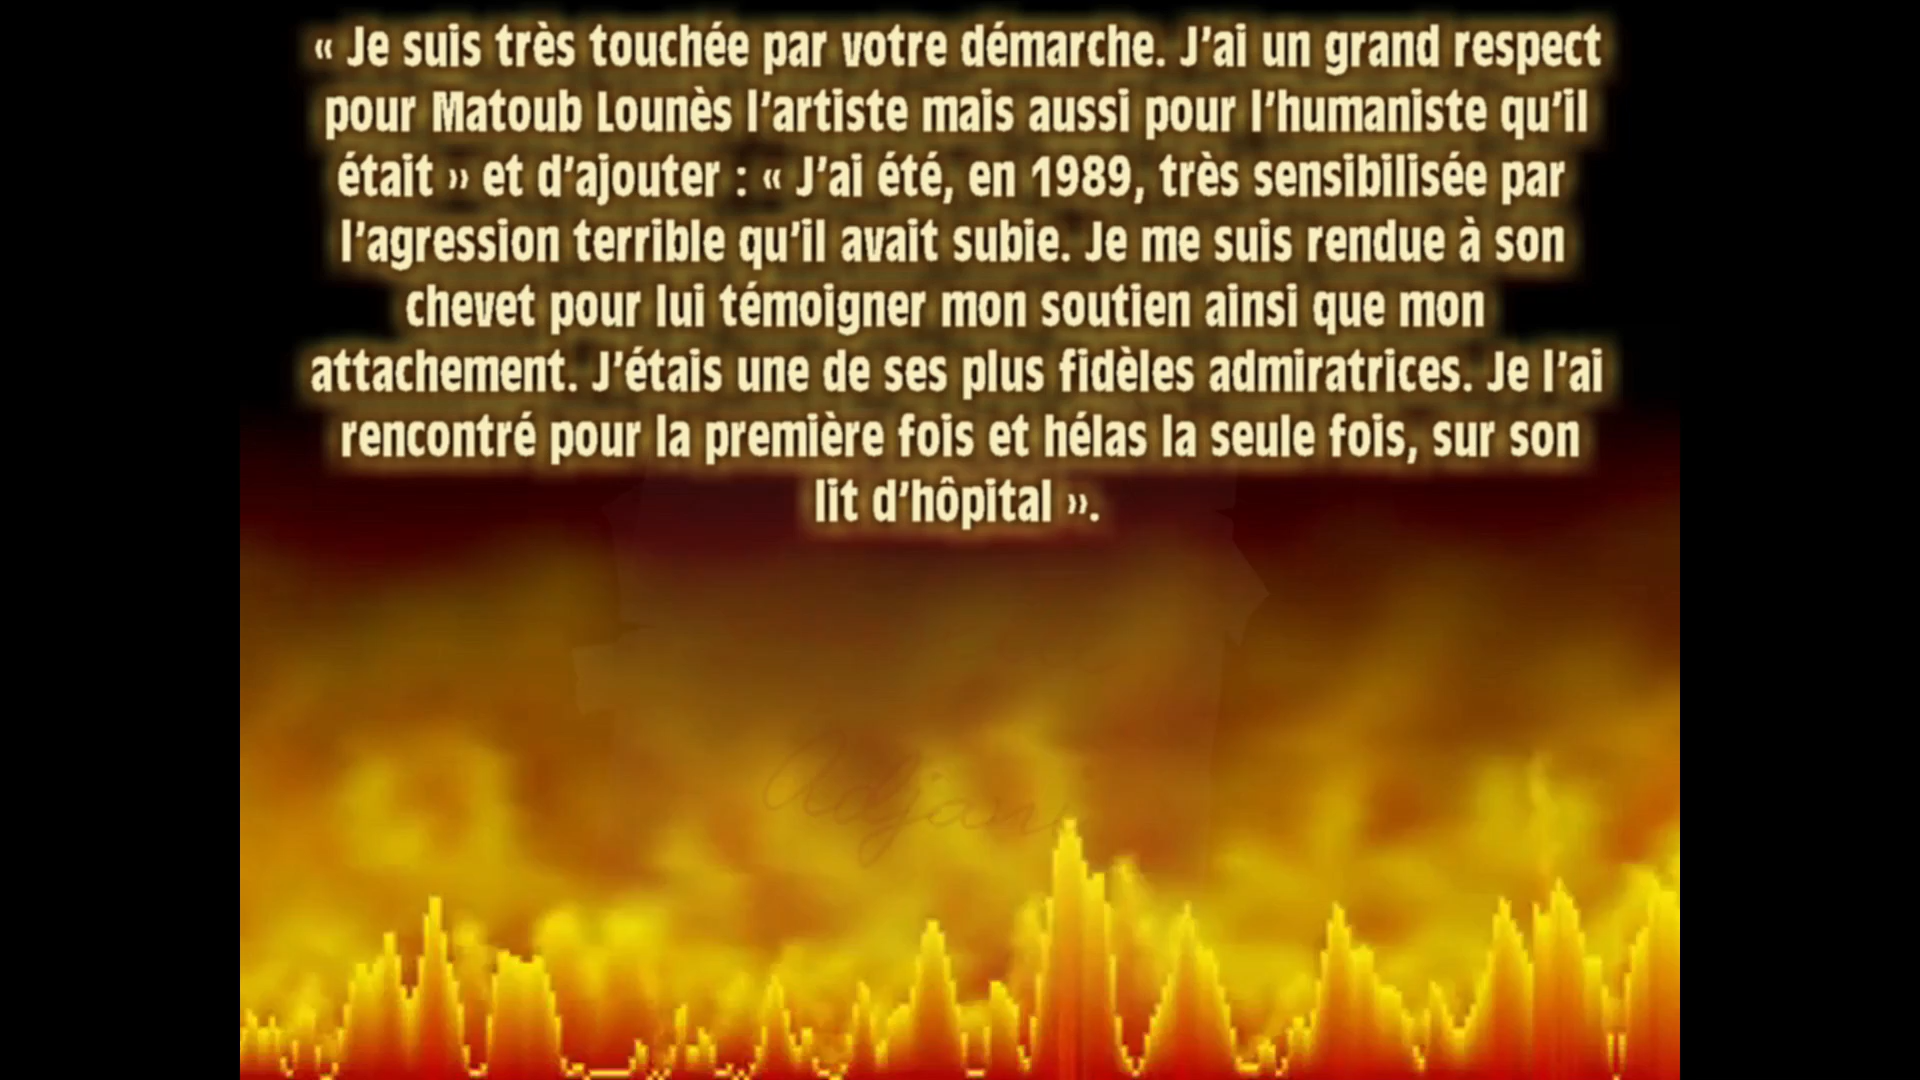 « Je suis très touchée par votre démarche. J’ai un grand respect
pour Matoub Lounès l’artiste mais aussi pour l’humaniste qu’il
était » et d’ajouter : « J’ai été, en 1989, très sensibilisée par
l’agression terrible qu’il avait subie. Je me suis rendue à son
chevet pour lui témoigner mon soutien ainsi que mon
attachement. J’étais une de ses plus fidèles admiratrices. Je l’ai
rencontré pour la première fois et hélas la seule fois, sur son
lit d’hôpital ».
Adjani